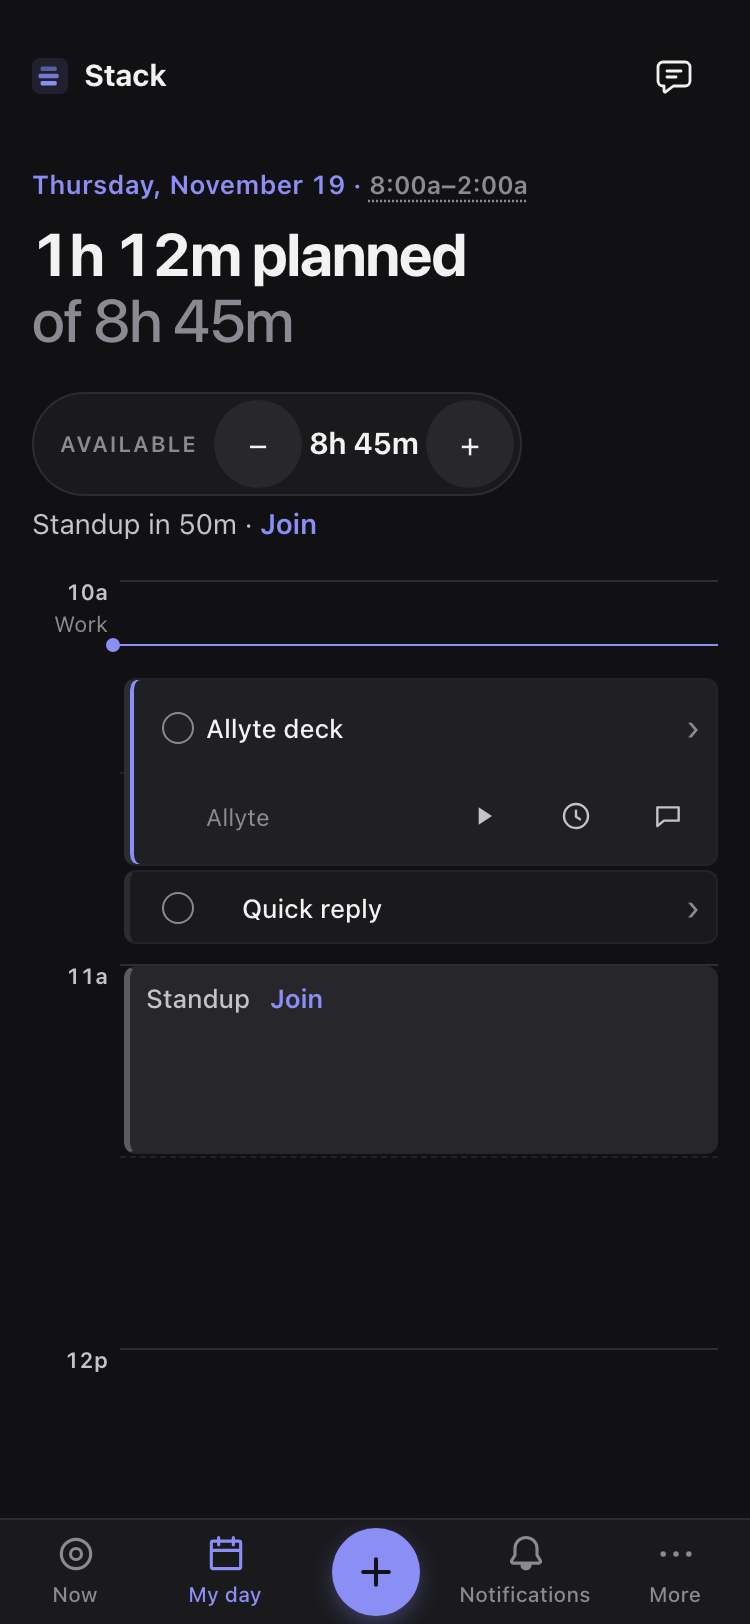 Stack
Thursday, November 19 · 8:00a–2:00a
1h 12m planned
of 8h 45m
AVAILABLE − 8h 45m +
Standup in 50m · Join
10a
Work
Allyte deck
Allyte
Quick reply
11a
Standup Join
12p
Now My day Notifications More